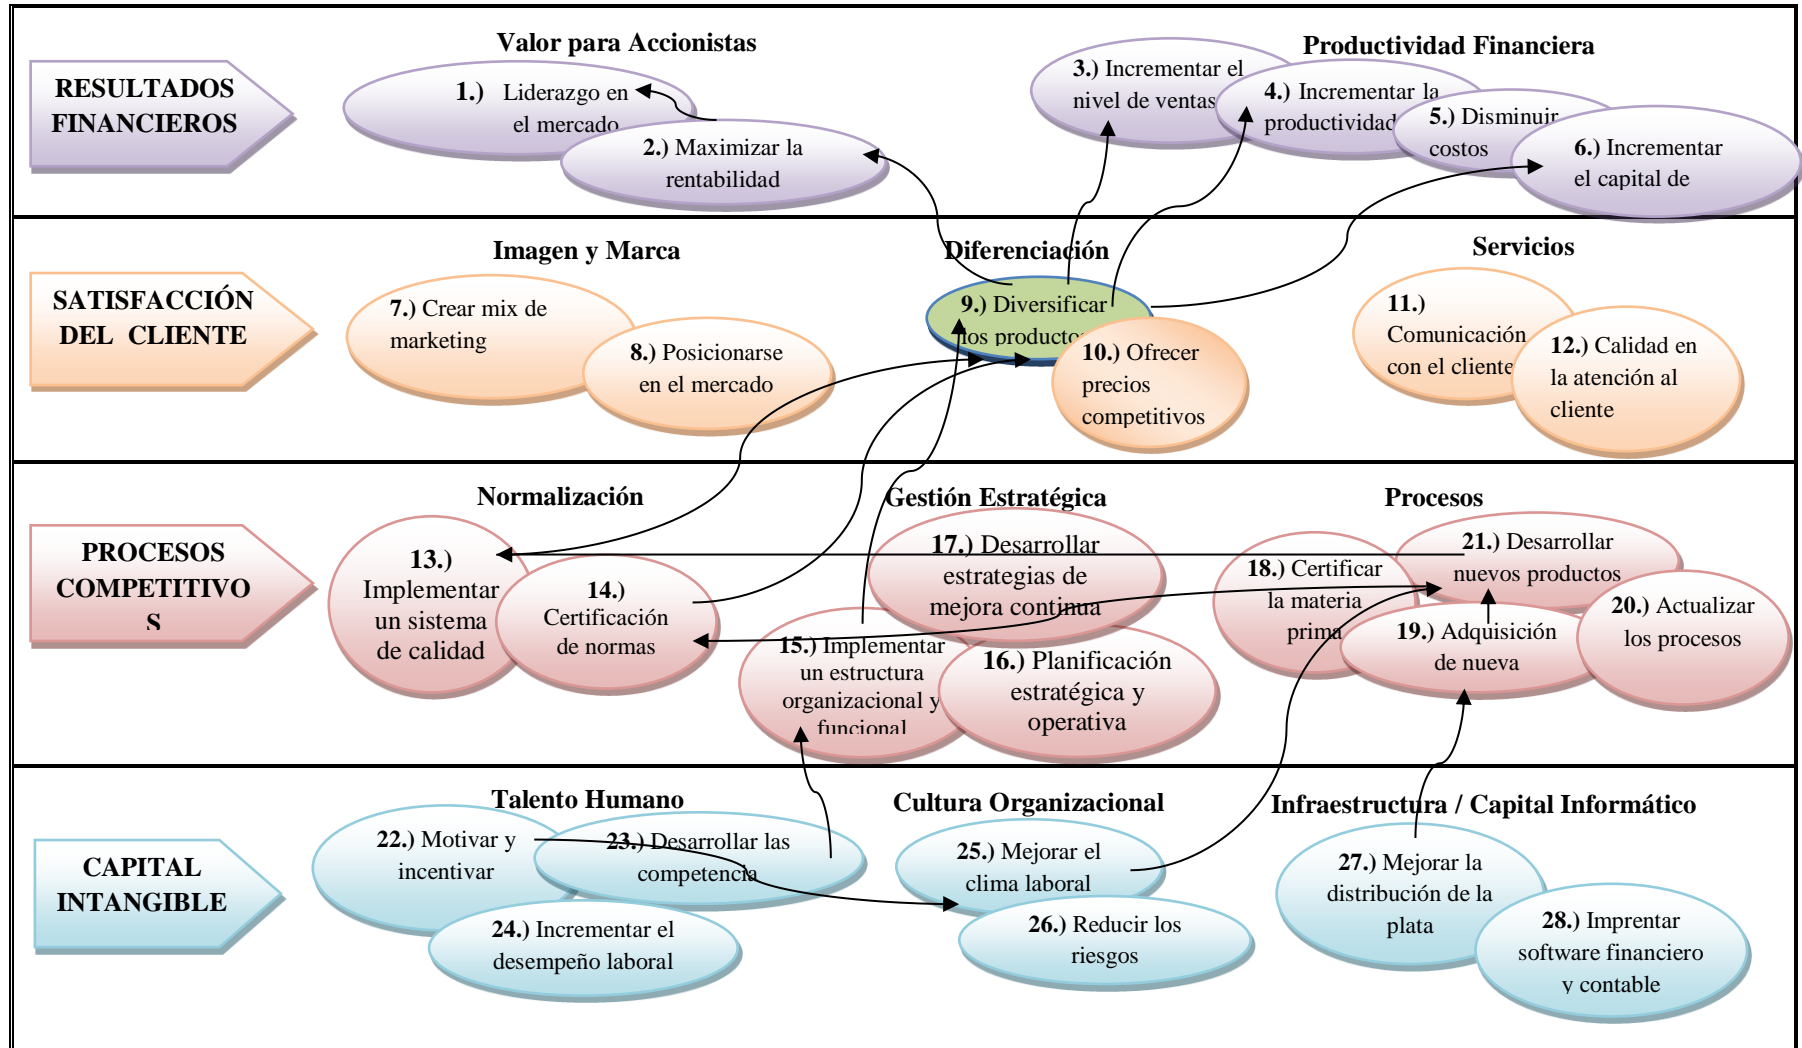 Valor para Accionistas
Productividad Financiera
RESULTADOS
FINANCIEROS
1.) Liderazgo en
el mercado
2.) Maximizar la
rentabilidad
3.) Incrementar el
nivel de ventas
4.) Incrementar la
productividad
5.) Disminuir
costos
6.) Incrementar
el capital de
Imagen y Marca
Diferenciación
Servicios
SATISFACCIÓN
DEL CLIENTE
7.) Crear mix de
marketing
8.) Posicionarse
en el mercado
9.) Diversificar
los productos
10.) Ofrecer
precios
competitivos
11.)
Comunicación
con el cliente
12.) Calidad en
la atención al
cliente
Normalización
Gestión Estratégica
Procesos
PROCESOS
COMPETITIVO
S
13.)
Implementar
un sistema
de calidad
14.)
Certificación
de normas
15.) Implementar
un estructura
organizacional y
funcional
16.) Planificación
estratégica y
operativa
17.) Desarrollar
estrategias de
mejora continua
18.) Certificar
la materia
prima
19.) Adquisición
de nueva
20.) Actualizar
los procesos
21.) Desarrollar
nuevos productos
Talento Humano
Cultura Organizacional
Infraestructura / Capital Informático
CAPITAL
INTANGIBLE
22.) Motivar y
incentivar
23.) Desarrollar las
competencia
24.) Incrementar el
desempeño laboral
25.) Mejorar el
clima laboral
26.) Reducir los
riesgos
27.) Mejorar la
distribución de la
plata
28.) Imprentar
software financiero
y contable